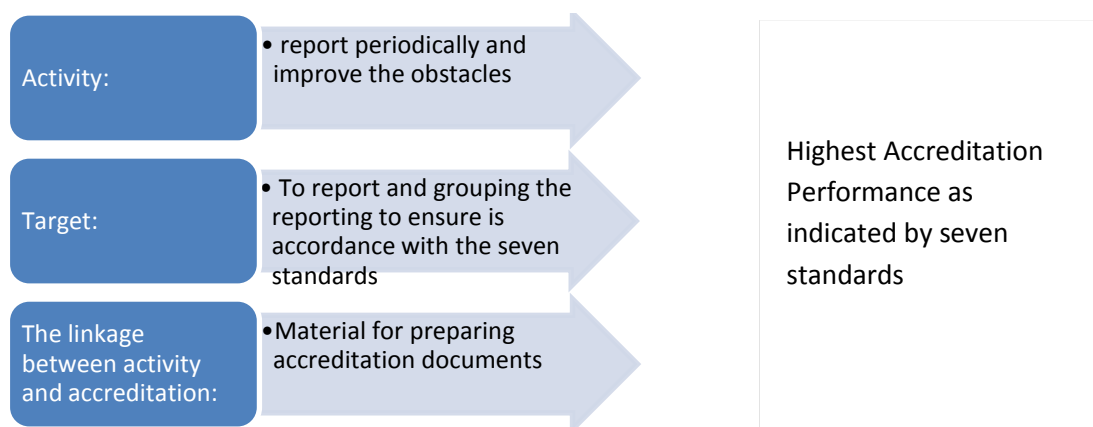 Activity:
• report periodically and
improve the obstacles
Target:
• To report and grouping the
reporting to ensure is
accordance with the seven
standards
The linkage
between activity
and accreditation:
•Material for preparing
accreditation documents
Highest Accreditation
Performance as
indicated by seven
standards